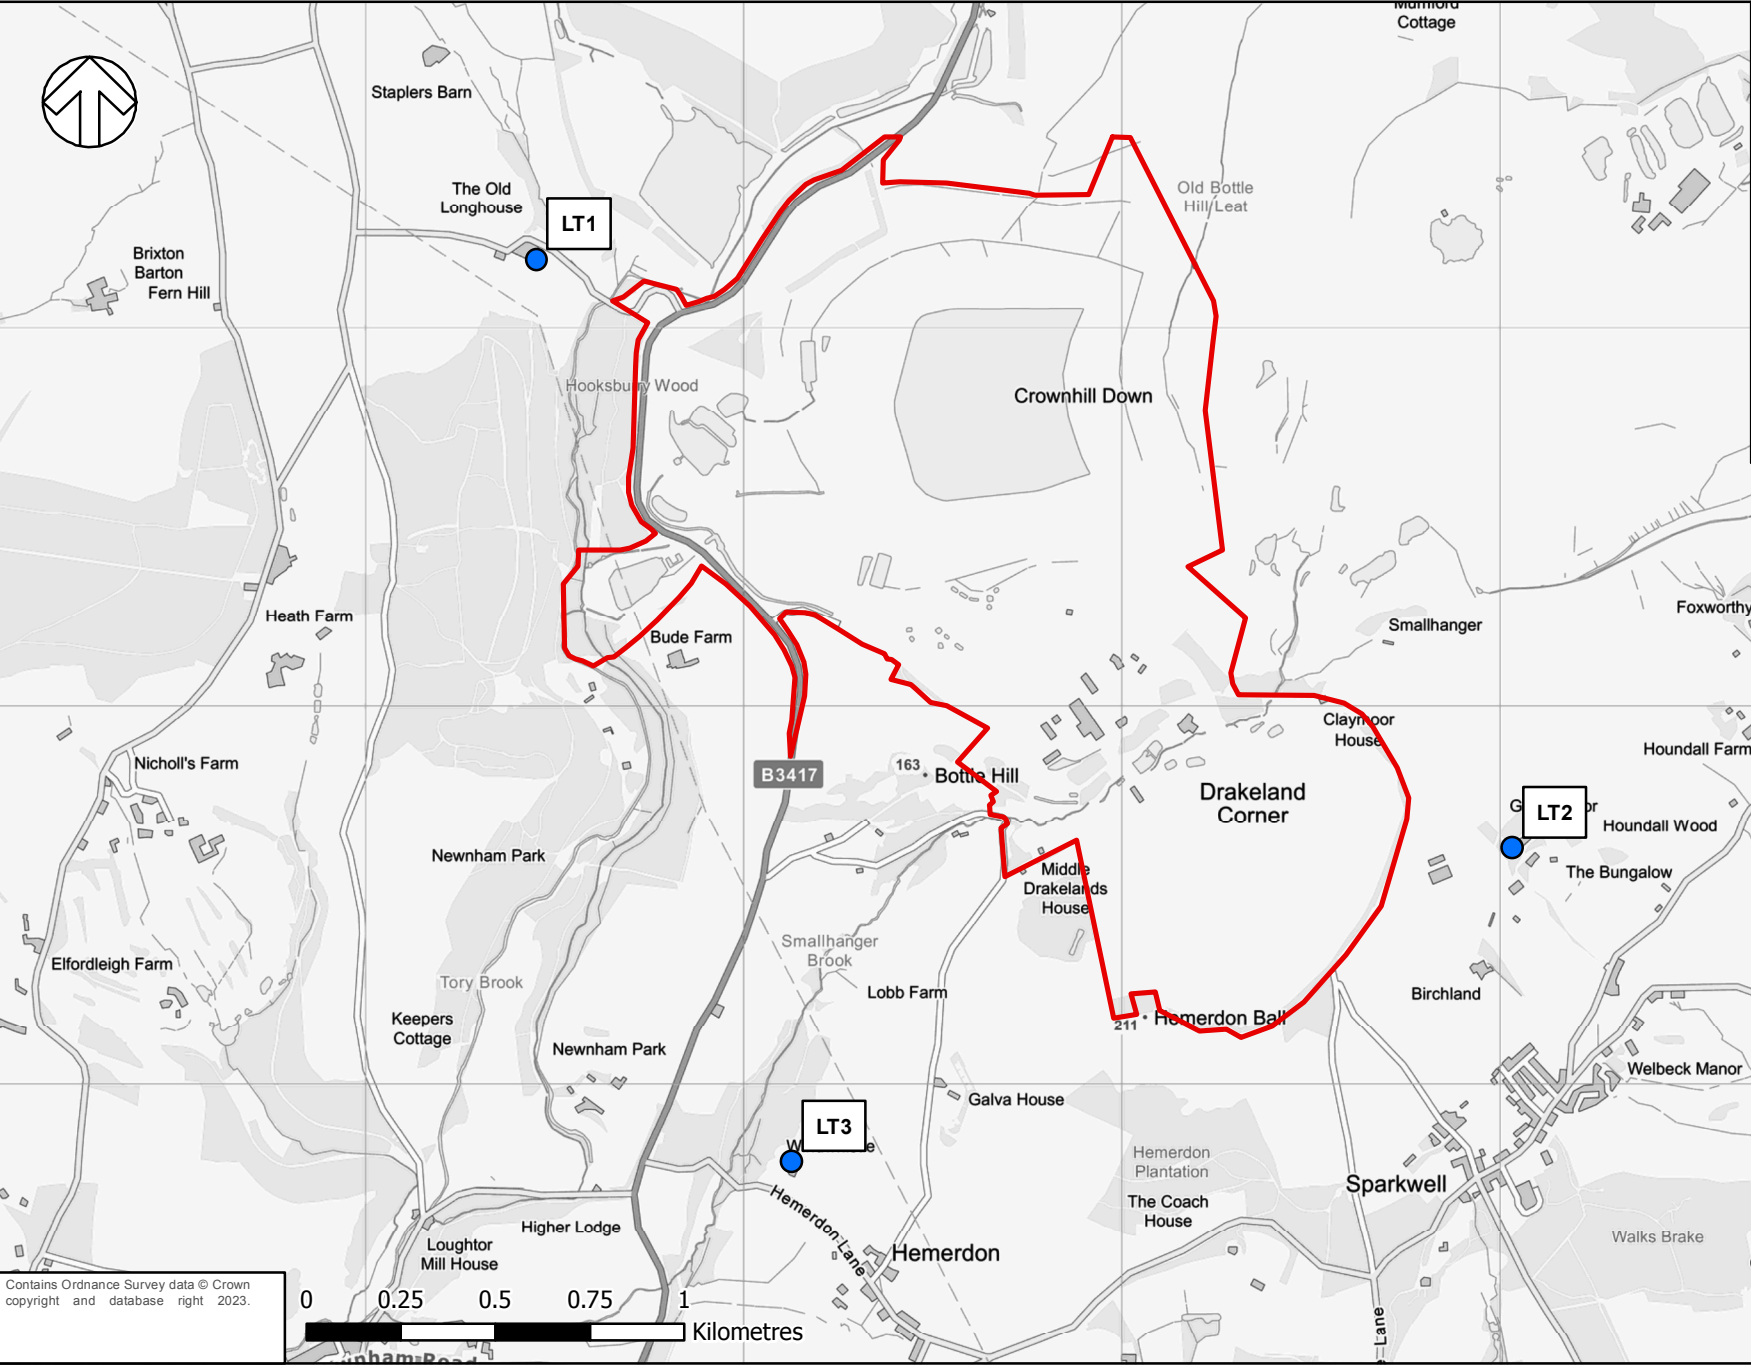 Cottage
Staplers Barn
The Old
Longhouse
LT1
Old Bottle
Hill Leat
Brixton
Barton
Fern Hill
Hooksbury Wood
Crownhill Down
Heath Farm
Bude Farm
Smallhanger
Foxworthy
Claymoor
House
Nicholl's Farm
B3417
163
Bottle Hill
Drakeland
Corner
Houndall Farm
LT2
Houndall Wood
The Bungalow
Newnham Park
Middle
Drakelands
House
Smallhanger
Brook
Elfordleigh Farm
Tory Brook
Lobb Farm
Birchland
Keepers
Cottage
211
Hemerdon Ball
Newnham Park
Galva House
Welbeck Manor
LT3
Hemerdon
Plantation
Sparkwell
The Coach
House
Hemerdon Lane
Higher Lodge
Walks Brake
Loughtor
Mill House
Hemerdon
Contains Ordnance Survey data © Crown
copyright and database right 2023.
0 0.25 0.5 0.75 1
Kilometres
Lane